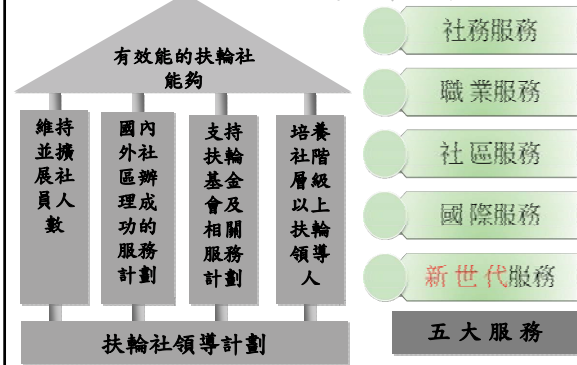 有效能的扶輪社
能夠
維持
並擴
展社
員人
數
國內
外社
區辦
理成
功的
服務
計劃
支持
扶輪
基金
會及
相關
服務
計劃
培養
社階
層級
以上
扶輪
領導
人
扶輪社領導計劃
社務服務
職業服務
社區服務
國際服務
新世代服務
五大服務